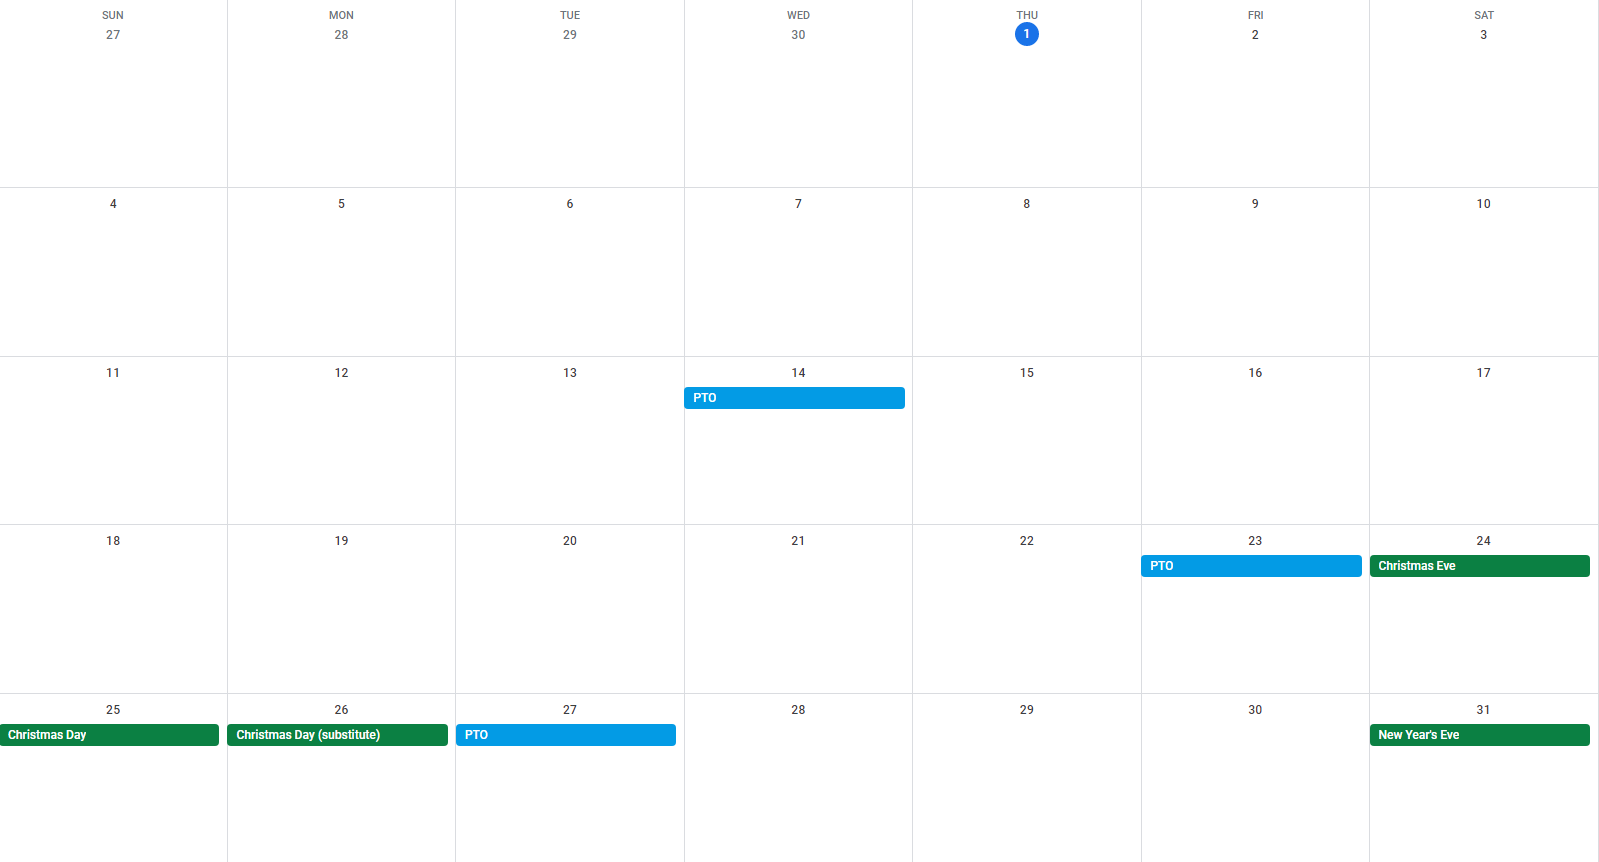 SUN MON TUE WED THU FRI SAT
27 28 29 30 1 2 3
4 5 6 7 8 9 10
11 12 13 14 15 16 17
PTO
18 19 20 21 22 23 24
PTO Christmas Eve
25 26 27 28 29 30 31
Christmas Day Christmas Day (substitute) PTO New Year's Eve